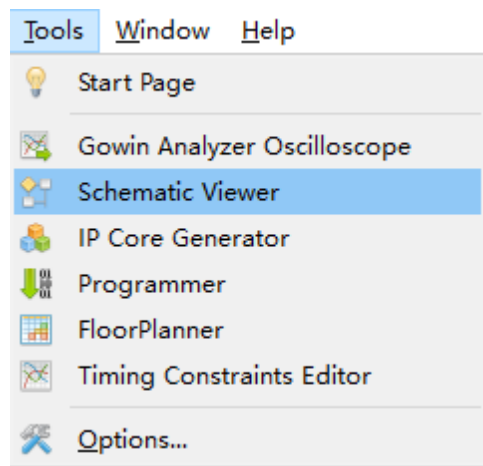 Tools Window Help
Start Page
Gowin Analyzer Oscilloscope
Schematic Viewer
IP Core Generator
Programmer
FloorPlanner
Timing Constraints Editor
Options...